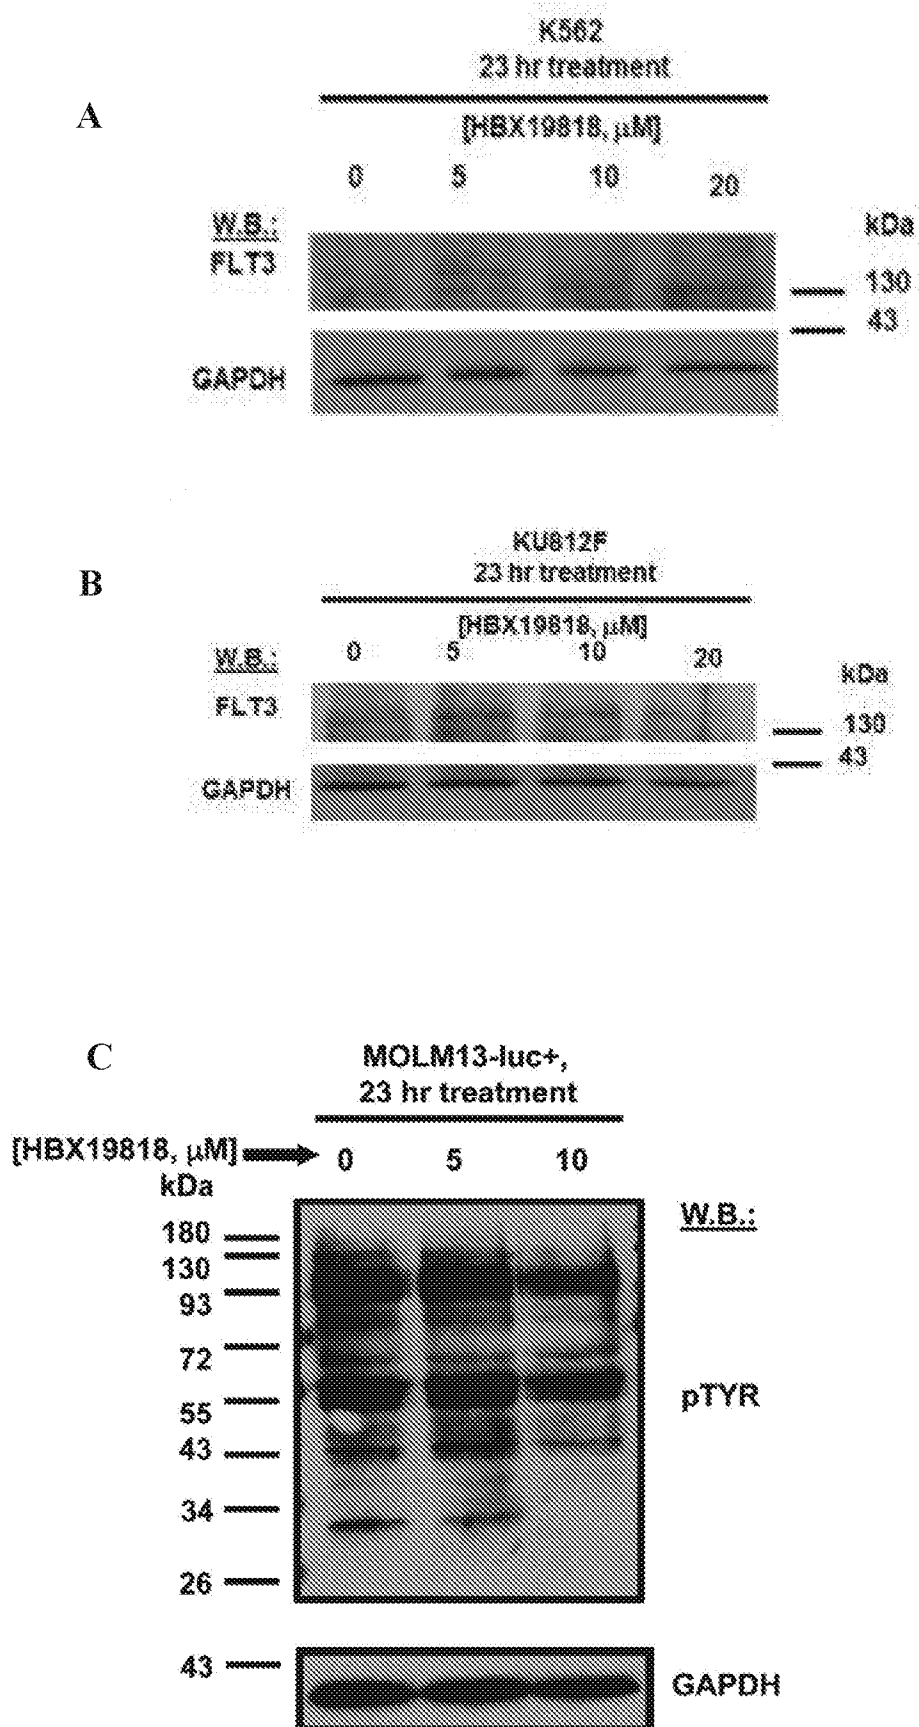 A
K562
23 hr treatment
[HBX19818, μM]
0 5 10 20
W.B.:
FLT3
kDa
130
43
GAPDH
B
KU812F
23 hr treatment
[HBX19818, μM]
0 5 10 20
W.B.:
FLT3
kDa
130
43
GAPDH
C
MOLM13-luc+,
23 hr treatment
[HBX19818, μM] 0 5 10
kDa
W.B.:
180
130
93
72
55
pTYR
43
34
26
43
GAPDH